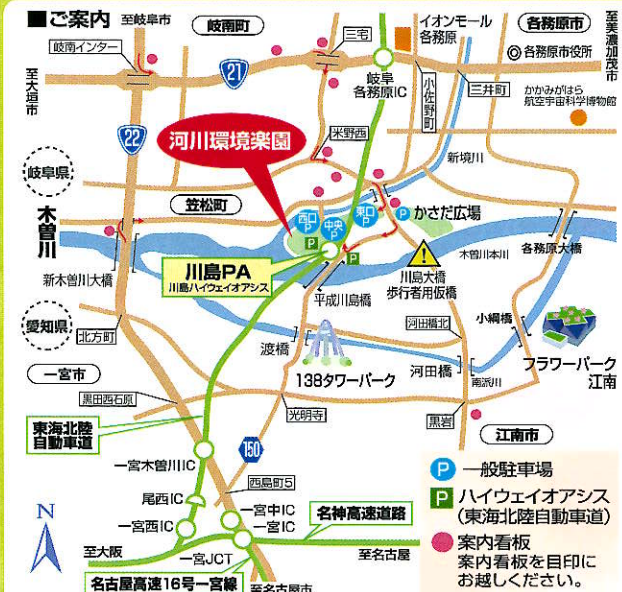 ■ご案内
至岐阜市
岐南町
三宅
イオンモール
各務原
各務原市
至美濃加茂市
岐南インター
◎各務原市役所
21
岐阜
各務原IC
小佐野町
三井町
かかみがはら
航空宇宙科学博物館
至大垣市
22
河川環境楽園
米野西
新境川
岐阜県
笠松町
西口
P
中央
P
東口
P
P
かさだ広場
木曽川
P
P
木曽川本川
各務原大橋
川島PA
川島ハイウェイオアシス
新木曽川大橋
平成川島橋
川島大橋
歩行者用仮橋
愛知県
北方町
渡橋
河田橋北
小網橋
138タワーパーク
河田橋
南派川
フラワーパーク
江南
一宮市
黒田西石原
光明寺
黒岩
江南市
東海北陸
自動車道
150
一宮木曽川IC
西島町5
尾西IC
一宮中IC
一宮IC
名神高速道路
一宮西IC
N
至大阪
一宮JCT
至名古屋
名古屋高速16号一宮線
至名古屋市
P 一般駐車場
P ハイウェイオアシス
(東海北陸自動車道)
案内看板
案内看板を目印に
お越しください。